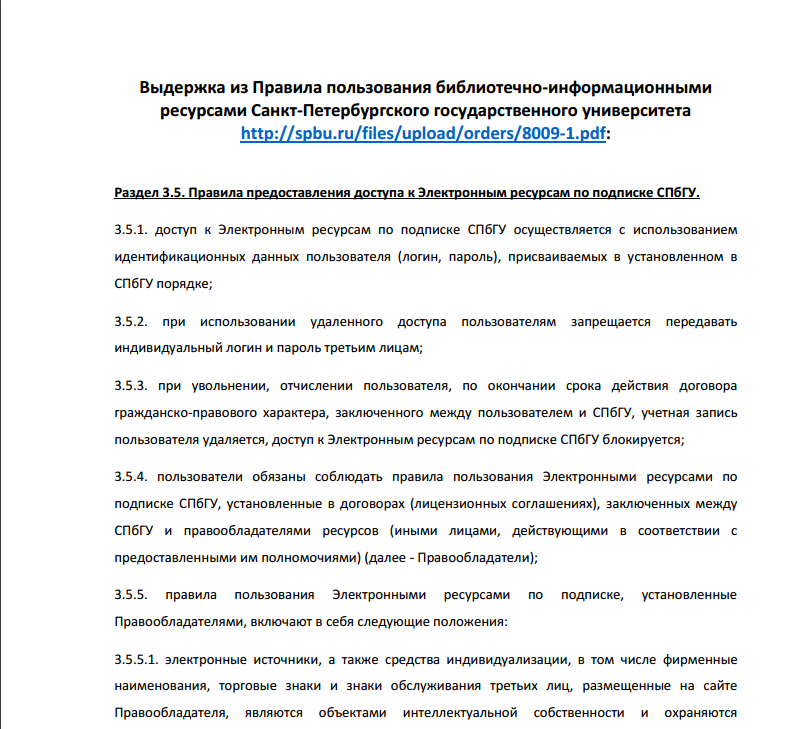 Выдержка из Правила пользования библиотечно-информационными
ресурсами Санкт-Петербургского государственного университета
http://spbu.ru/files/upload/orders/8009-1.pdf:
Раздел 3.5. Правила предоставления доступа к Электронным ресурсам по подписке СПбГУ.
3.5.1. доступ к Электронным ресурсам по подписке СПбГУ осуществляется с использованием
идентификационных данных пользователя (логин, пароль), присваиваемых в установленном в
СПбГУ порядке;
3.5.2. при использовании удаленного доступа пользователям запрещается передавать
индивидуальный логин и пароль третьим лицам;
3.5.3. при увольнении, отчислении пользователя, по окончании срока действия договора
гражданско-правового характера, заключенного между пользователем и СПбГУ, учетная запись
пользователя удаляется, доступ к Электронным ресурсам по подписке СПбГУ блокируется;
3.5.4. пользователи обязаны соблюдать правила пользования Электронными ресурсами по
подписке СПбГУ, установленные в договорах (лицензионных соглашениях), заключенных между
СПбГУ и правообладателями ресурсов (иными лицами, действующими в соответствии с
предоставленными им полномочиями) (далее - Правообладатели);
3.5.5. правила пользования Электронными ресурсами по подписке, установленные
Правообладателями, включают в себя следующие положения:
3.5.5.1. электронные источники, а также средства индивидуализации, в том числе фирменные
наименования, торговые знаки и знаки обслуживания третьих лиц, размещенные на сайте
Правообладателя, являются объектами интеллектуальной собственности и охраняются